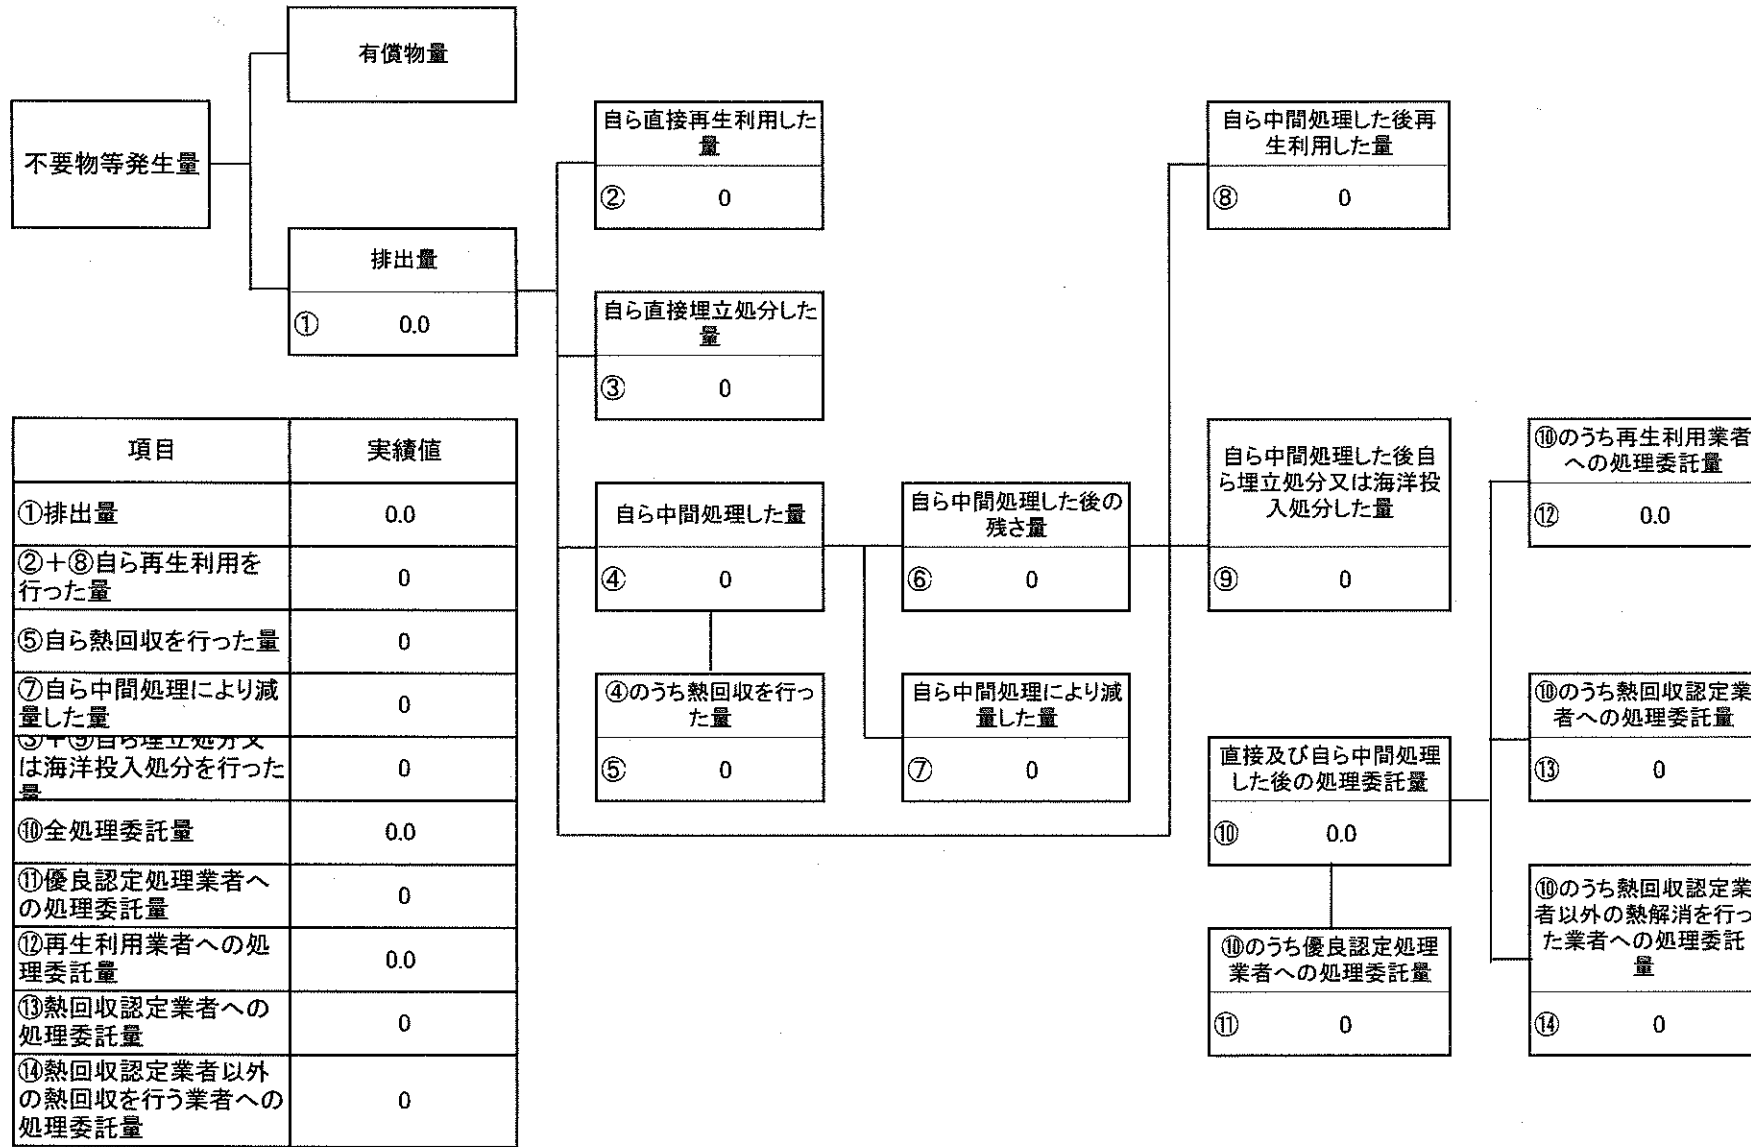 有償物量
不要物等発生量
排出量
① 0.0
自ら直接再生利用した
量
② 0
自ら直接埋立処分した
量
③ 0
自ら中間処理した量
④ 0
④のうち熱回収を行っ
た量
⑤ 0
自ら中間処理した後の
残さ量
⑥ 0
自ら中間処理により減
量した量
⑦ 0
自ら中間処理した後再
生利用した量
⑧ 0
自ら中間処理した後自
ら埋立処分又は海洋投
入処分した量
⑨ 0
直接及び自ら中間処理
した後の処理委託量
⑩ 0.0
⑩のうち優良認定処理
業者への処理委託量
⑪ 0
⑩のうち再生利用業者
への処理委託量
⑫ 0.0
⑩のうち熱回収認定業
者への処理委託量
⑬ 0
⑩のうち熱回収認定業
者以外の熱解消を行っ
た業者への処理委託
量
⑭ 0
項目 実績値
①排出量 0.0
②+⑧自ら再生利用を
行った量 0
⑤自ら熱回収を行った量 0
⑦自ら中間処理により減
量した量 0
③+⑨自ら埋立処分又
は海洋投入処分を行った 0
量
⑩全処理委託量 0.0
⑪優良認定処理業者へ
の処理委託量 0
⑫再生利用業者への処
理委託量 0.0
⑬熱回収認定業者への
処理委託量 0
⑭熱回収認定業者以外
の熱回収を行う業者への 0
処理委託量